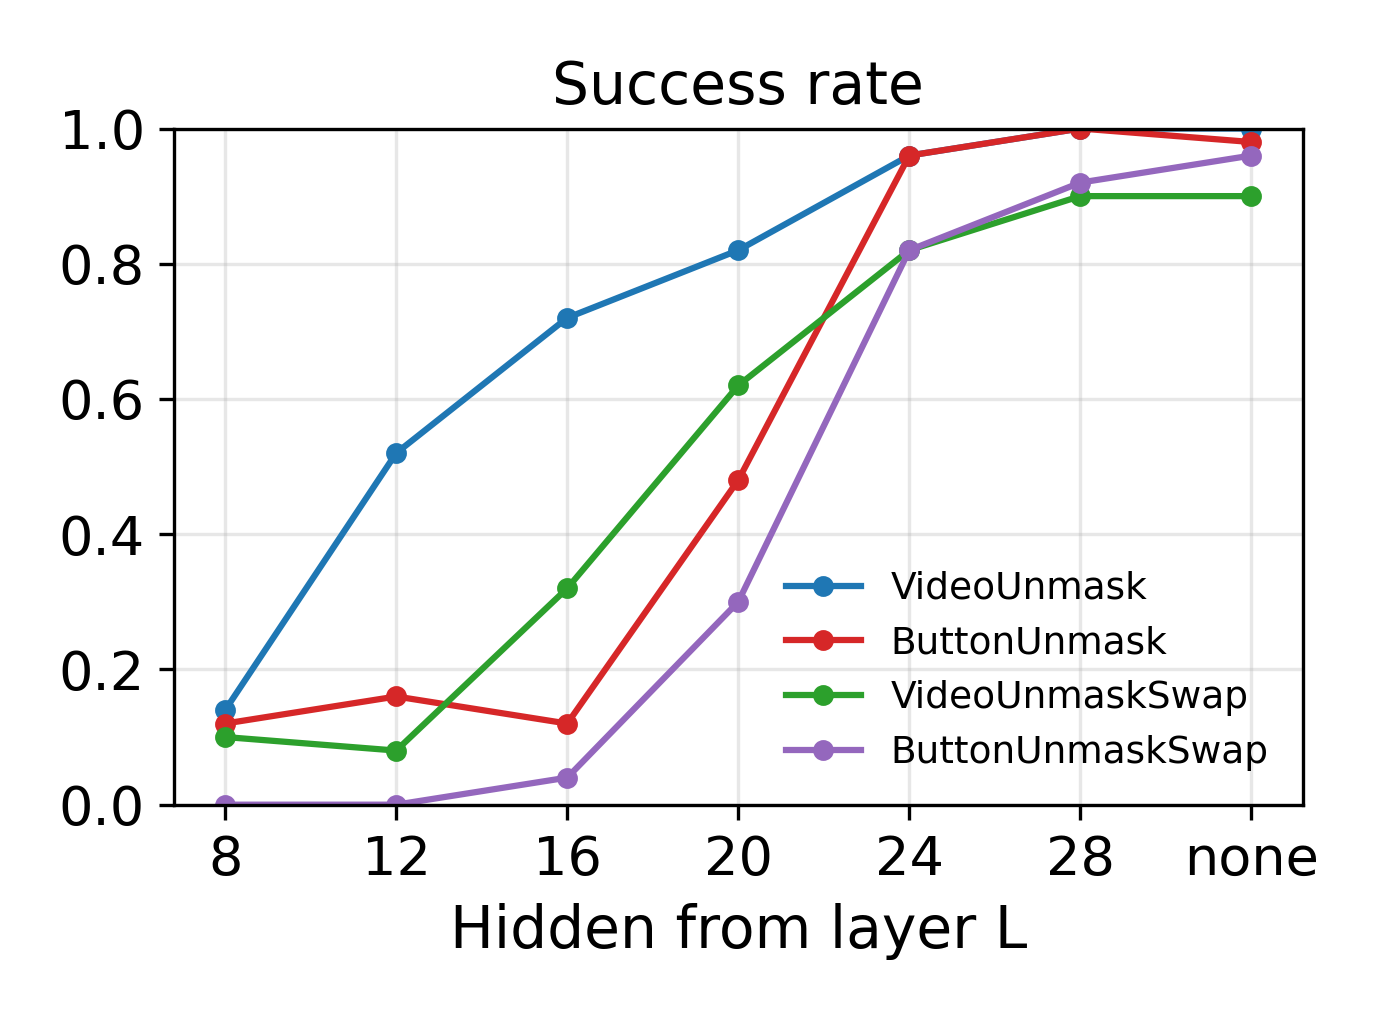 Success rate
1.0
0.8
0.6
0.4
0.2
0.0
VideoUnmask
ButtonUnmask
VideoUnmaskSwap
ButtonUnmaskSwap
8 12 16 20 24 28 none
Hidden from layer L